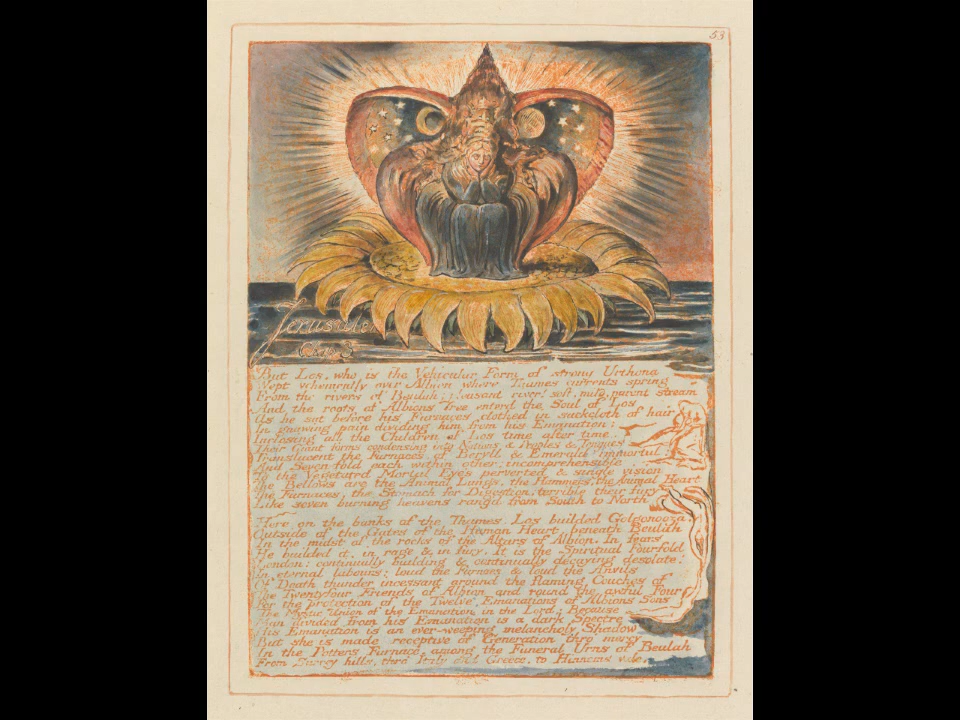 53
Jerusalem
Chap 3
But Los, who is the Vehicular Form of strong Urthona
Wept vehemently over Albion where Thames currents spring
From the rivers of Beulah; pleasant river! soft, mild, parent stream
And the roots of Albions Tree enterd the Soul of Los
As he sat before his Furnaces clothed in sackcloth of hair
In gnawing pain dividing him from his Emanation;
Inclosing all the Children of Los time after time.
Their Giant forms condensing into Nations & Peoples & Tongues
Translucent the Furnaces, of Beryll & Emerald immortal
And Seven-fold each within other: incomprehensible
To the Vegetated Mortal Eye's perverted & single vision
The Bellows are the Animal Lungs. the Hammers, the Animal Heart
The Furnaces, the Stomach for Digestion; terrible their fury
Like seven burning heavens rang'd from South to North
Here on the banks of the Thames, Los builded Golgonooza,
Outside of the Gates of the Human Heart, beneath Beulah
In the midst of the rocks of the Altars of Albion. In fears
He builded it, in rage & in fury. It is the Spiritual Fourfold
London: continually building & continually decaying desolate:
In eternal labours: loud the Furnaces & loud the Anvils
Of Death thunder incessant around the flaming Couches of
The Twentyfour Friends of Albion and round the awful Four
For the protection of the Twelve Emanations of Albions Sons
The Mystic Union of the Emanation in the Lord; Because
Man divided from his Emanation is a dark Spectre
His Emanation is an ever-weeping melancholy Shadow
But she is made receptive of Generation thro' mercy
In the Potters Furnace, among the Funeral Urns of Beulah
From Surrey hills, thro' Italy and Greece, to Hinnoms vale.